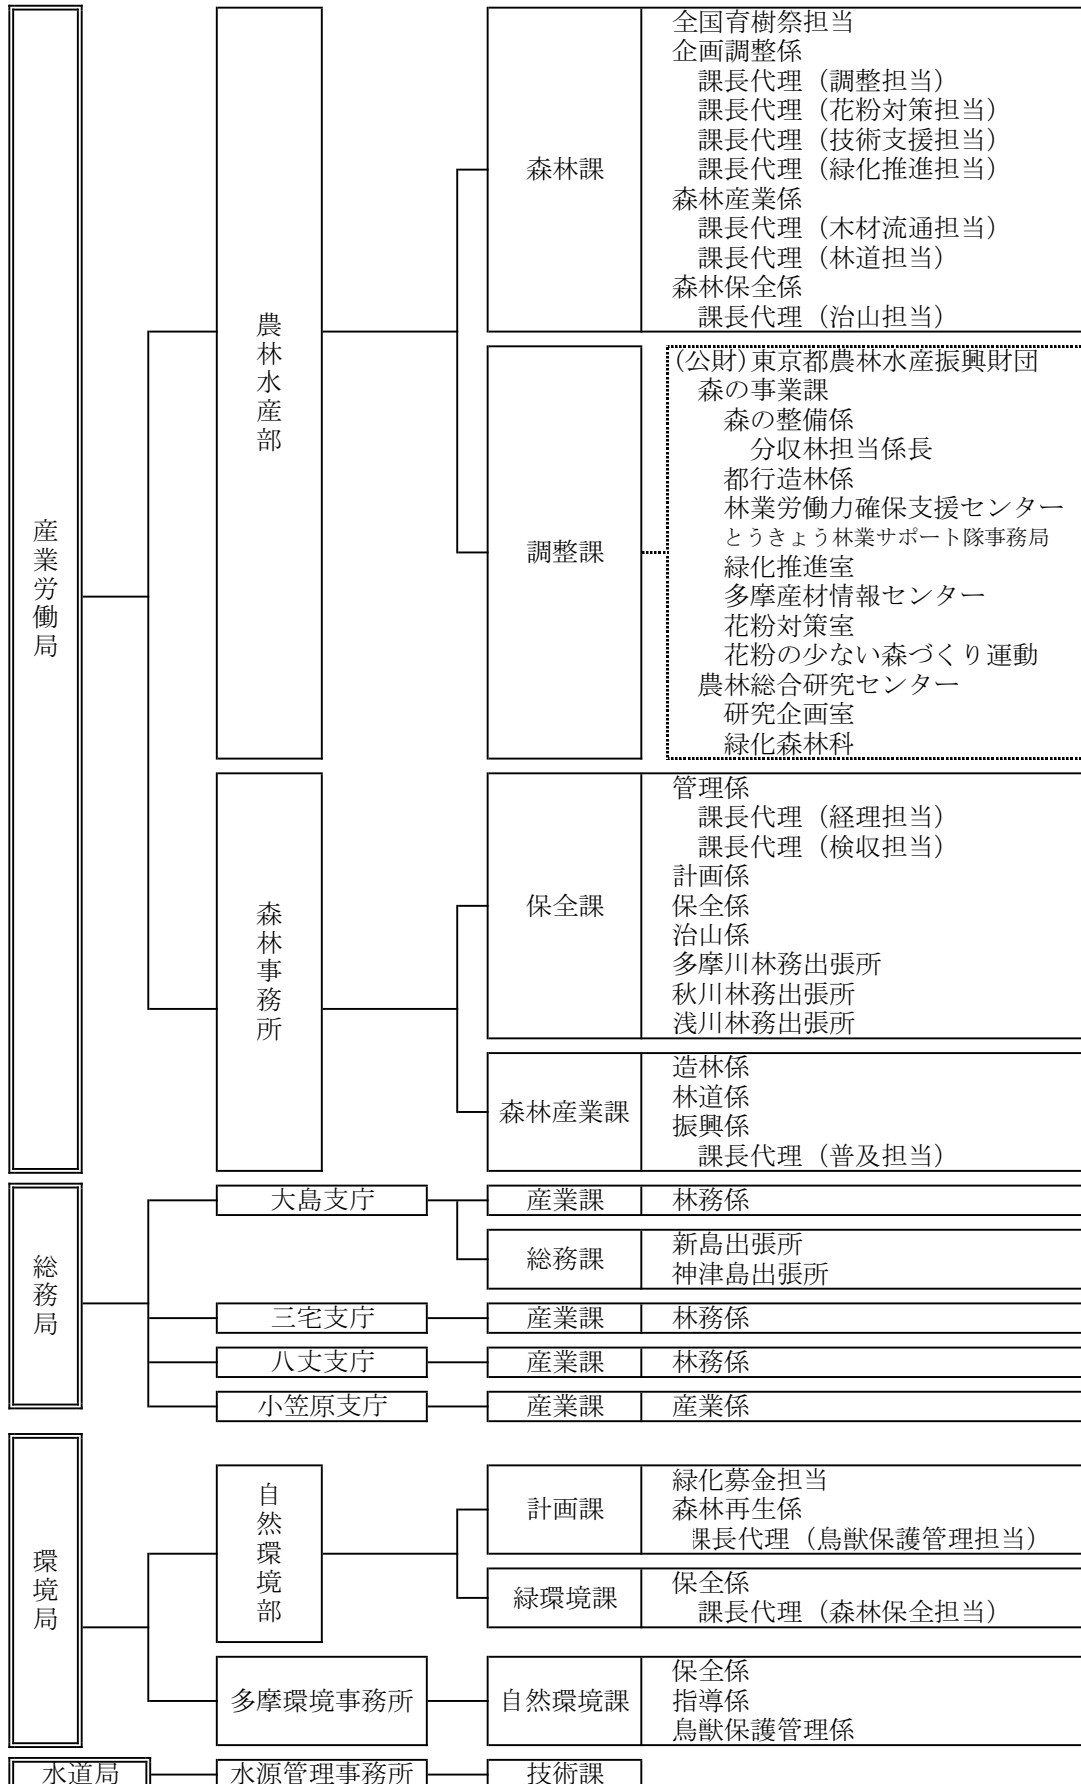 産業労働局
農林水産部
森林課
全国育樹祭担当
企画調整係
課長代理（調整担当）
課長代理（花粉対策担当）
課長代理（技術支援担当）
課長代理（緑化推進担当）
森林産業係
課長代理（木材流通担当）
課長代理（林道担当）
森林保全係
課長代理（治山担当）
調整課
(公財)東京都農林水産振興財団
森の事業課
森の整備係
分収林担当係長
都行造林係
林業労働力確保支援センター
とうきょう林業サポート隊事務局
緑化推進室
多摩産材情報センター
花粉対策室
花粉の少ない森づくり運動
農林総合研究センター
研究企画室
緑化森林科
森林事務所
保全課
管理係
課長代理（経理担当）
課長代理（検収担当）
計画係
保全係
治山係
多摩川林務出張所
秋川林務出張所
浅川林務出張所
森林産業課
造林係
林道係
振興係
課長代理（普及担当）
総務局
大島支庁
産業課
林務係
総務課
新島出張所
神津島出張所
三宅支庁
産業課
林務係
八丈支庁
産業課
林務係
小笠原支庁
産業課
産業係
環境局
自然環境部
計画課
緑化募金担当
森林再生係
課長代理（鳥獣保護管理担当）
緑環境課
保全係
課長代理（森林保全担当）
多摩環境事務所
自然環境課
保全係
指導係
鳥獣保護管理係
水道局
水源管理事務所
技術課